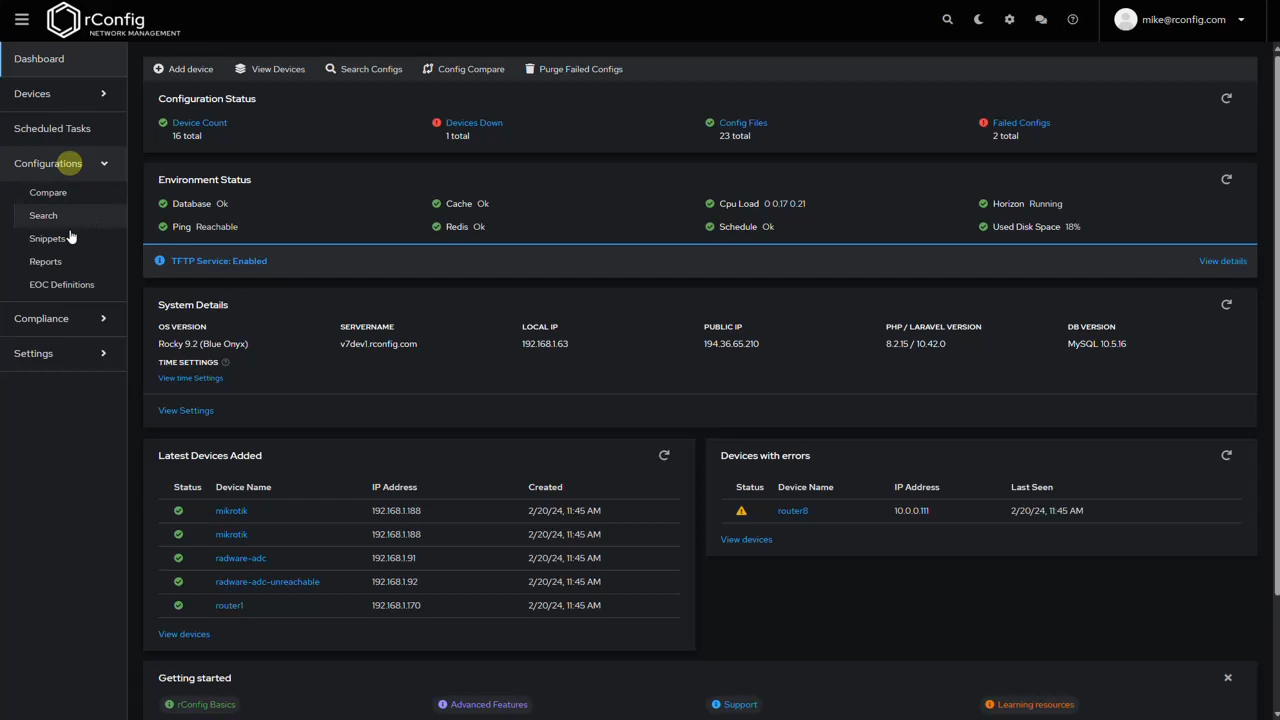 rConfig
NETWORK MANAGEMENT
mike@rconfig.com
Dashboard
Devices
Scheduled Tasks
Configurations
Compare
Search
Snippets
Reports
EOC Definitions
Compliance
Settings
Add device View Devices Search Configs Config Compare Purge Failed Configs
Configuration Status
Device Count Devices Down Config Files Failed Configs
16 total 1 total 23 total 2 total
Environment Status
Database Ok Cache Ok Cpu Load 0 0.17 0.21 Horizon Running
Ping Reachable Redis Ok Schedule Ok Used Disk Space 18%
TFTP Service: Enabled View details
System Details
OS VERSION SERVERNAME LOCAL IP PUBLIC IP PHP / LARAVEL VERSION DB VERSION
Rocky 9.2 (Blue Onyx) v7dev1.rconfig.com 192.168.1.63 194.36.65.210 8.2.15 / 10.42.0 MySQL 10.5.16
TIME SETTINGS
View time Settings
View Settings
Latest Devices Added
Status Device Name IP Address Created
mikrotik 192.168.1.188 2/20/24, 11:45 AM
mikrotik 192.168.1.188 2/20/24, 11:45 AM
radware-adc 192.168.1.91 2/20/24, 11:45 AM
radware-adc-unreachable 192.168.1.92 2/20/24, 11:45 AM
router1 192.168.1.170 2/20/24, 11:45 AM
View devices
Devices with errors
Status Device Name IP Address Last Seen
router8 10.0.0.111 2/20/24, 11:45 AM
View devices
Getting started
rConfig Basics Advanced Features Support Learning resources